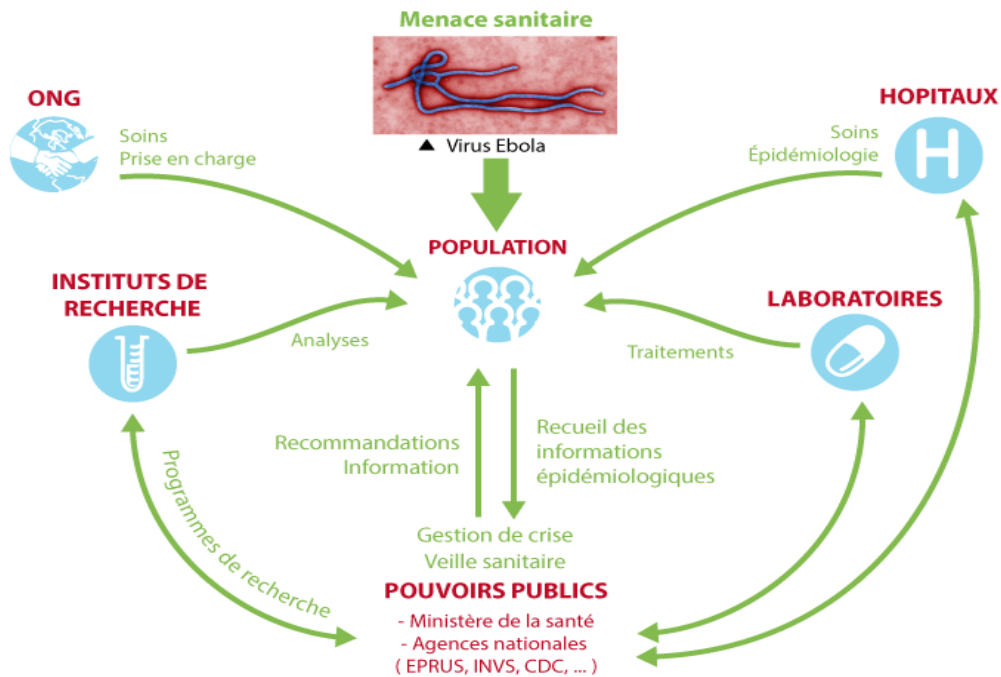 Menace sanitaire
▲ Virus Ebola
ONG
Soins
Prise en charge
HOPITAUX
Soins
Épidémiologie
H
POPULATION
INSTITUTS DE
RECHERCHE
Analyses
LABORATOIRES
Traitements
Recommandations
Information
Recueil des
informations
épidémiologiques
Programmes de recherche
Gestion de crise
Veille sanitaire
POUVOIRS PUBLICS
- Ministère de la santé
- Agences nationales
( EPRUS, INVS, CDC, ... )